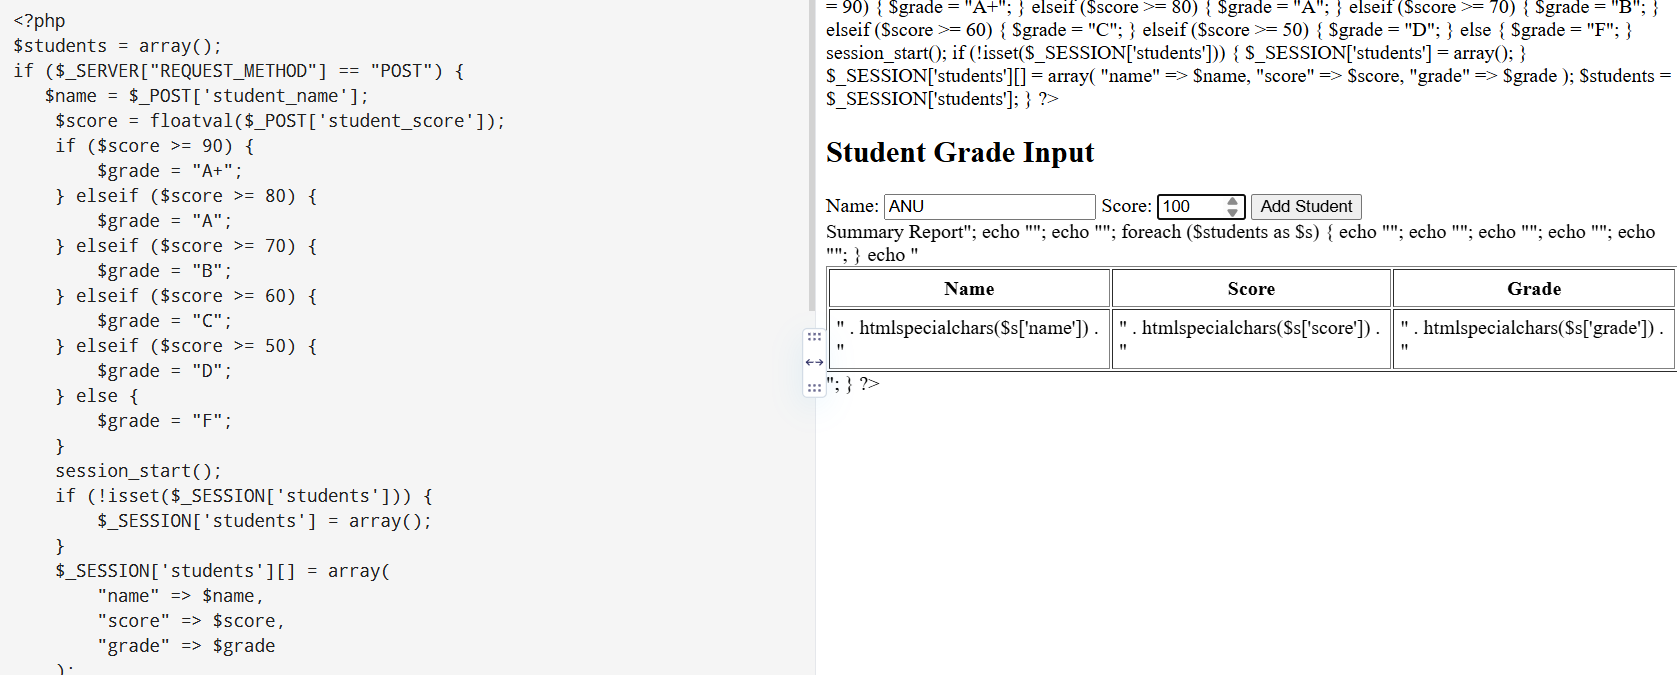 <?php
$students = array();
if ($_SERVER["REQUEST_METHOD"] == "POST") {
$name = $_POST['student_name'];
$score = floatval($_POST['student_score']);
if ($score >= 90) {
$grade = "A+";
} elseif ($score >= 80) {
$grade = "A";
} elseif ($score >= 70) {
$grade = "B";
} elseif ($score >= 60) {
$grade = "C";
} elseif ($score >= 50) {
$grade = "D";
} else {
$grade = "F";
}
session_start();
if (!isset($_SESSION['students'])) {
$_SESSION['students'] = array();
}
$_SESSION['students'][] = array(
"name" => $name,
"score" => $score,
"grade" => $grade
);
= 90) { $grade = "A+"; } elseif ($score >= 80) { $grade = "A"; } elseif ($score >= 70) { $grade = "B"; }
elseif ($score >= 60) { $grade = "C"; } elseif ($score >= 50) { $grade = "D"; } else { $grade = "F"; }
session_start(); if (!isset($_SESSION['students'])) { $_SESSION['students'] = array(); }
$_SESSION['students'][] = array( "name" => $name, "score" => $score, "grade" => $grade ); $students =
$_SESSION['students']; } ?>
Student Grade Input
Name: ANU Score: 100 Add Student
Summary Report"; echo ""; echo ""; foreach ($students as $s) { echo ""; echo ""; echo ""; echo ""; echo
""; } echo "
Name Score Grade
" . htmlspecialchars($s['name']) . " . htmlspecialchars($s['score']) . " . htmlspecialchars($s['grade']) .
" " "
"; } ?>